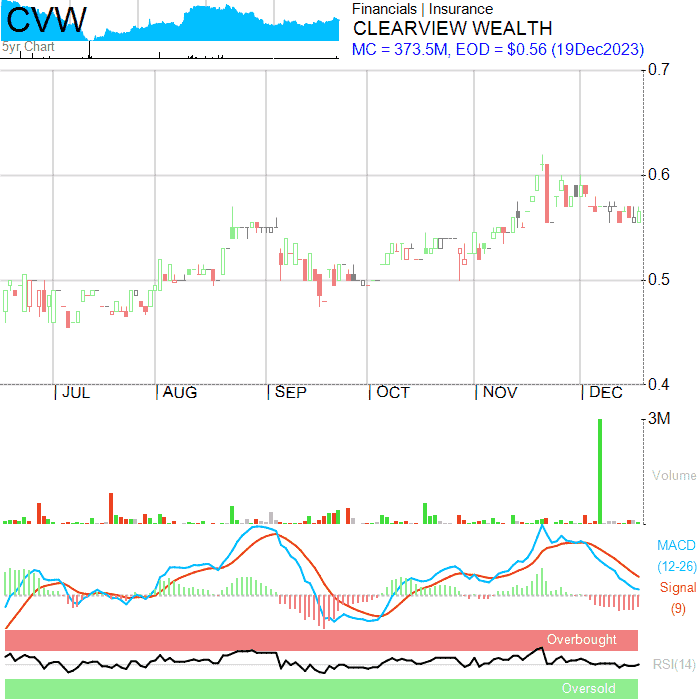 CVW
5yr Chart
Financials | Insurance
CLEARVIEW WEALTH
MC = 373.5M, EOD = $0.56 (19Dec2023)
0.7
0.6
0.5
0.4
JUL AUG SEP OCT NOV DEC
3M
Volume
MACD
(12-26)
Signal
(9)
Overbought
RSI(14)
Oversold